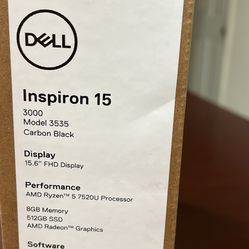 DELL
Inspiron 15
3000
Model 3535
Carbon Black
Display
15.6" FHD Display
Performance
AMD Ryzen™ 5 7520U Processor
8GB Memory
512GB SSD
AMD Radeon™ Graphics
Software